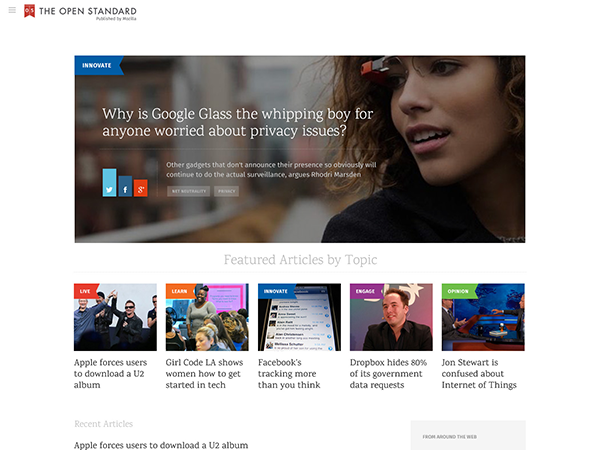 THE OPEN STANDARD
Published by Mozilla
INNOVATE
Why is Google Glass the whipping boy for
anyone worried about privacy issues?
Other gadgets that don't announce their presence so obviously will
continue to do the actual surveillance, argues Rhodri Marsden
NET NEUTRALITY PRIVACY
Featured Articles by Topic
LIVE
LEARN
INNOVATE
ENGAGE
OPINION
Apple forces users
to download a U2
album
Girl Code LA shows
women how to get
started in tech
Facebook's
tracking more
than you think
Dropbox hides 80%
of its government
data requests
Jon Stewart is
confused about
Internet of Things
Recent Articles
Apple forces users to download a U2 album
FROM AROUND THE WEB